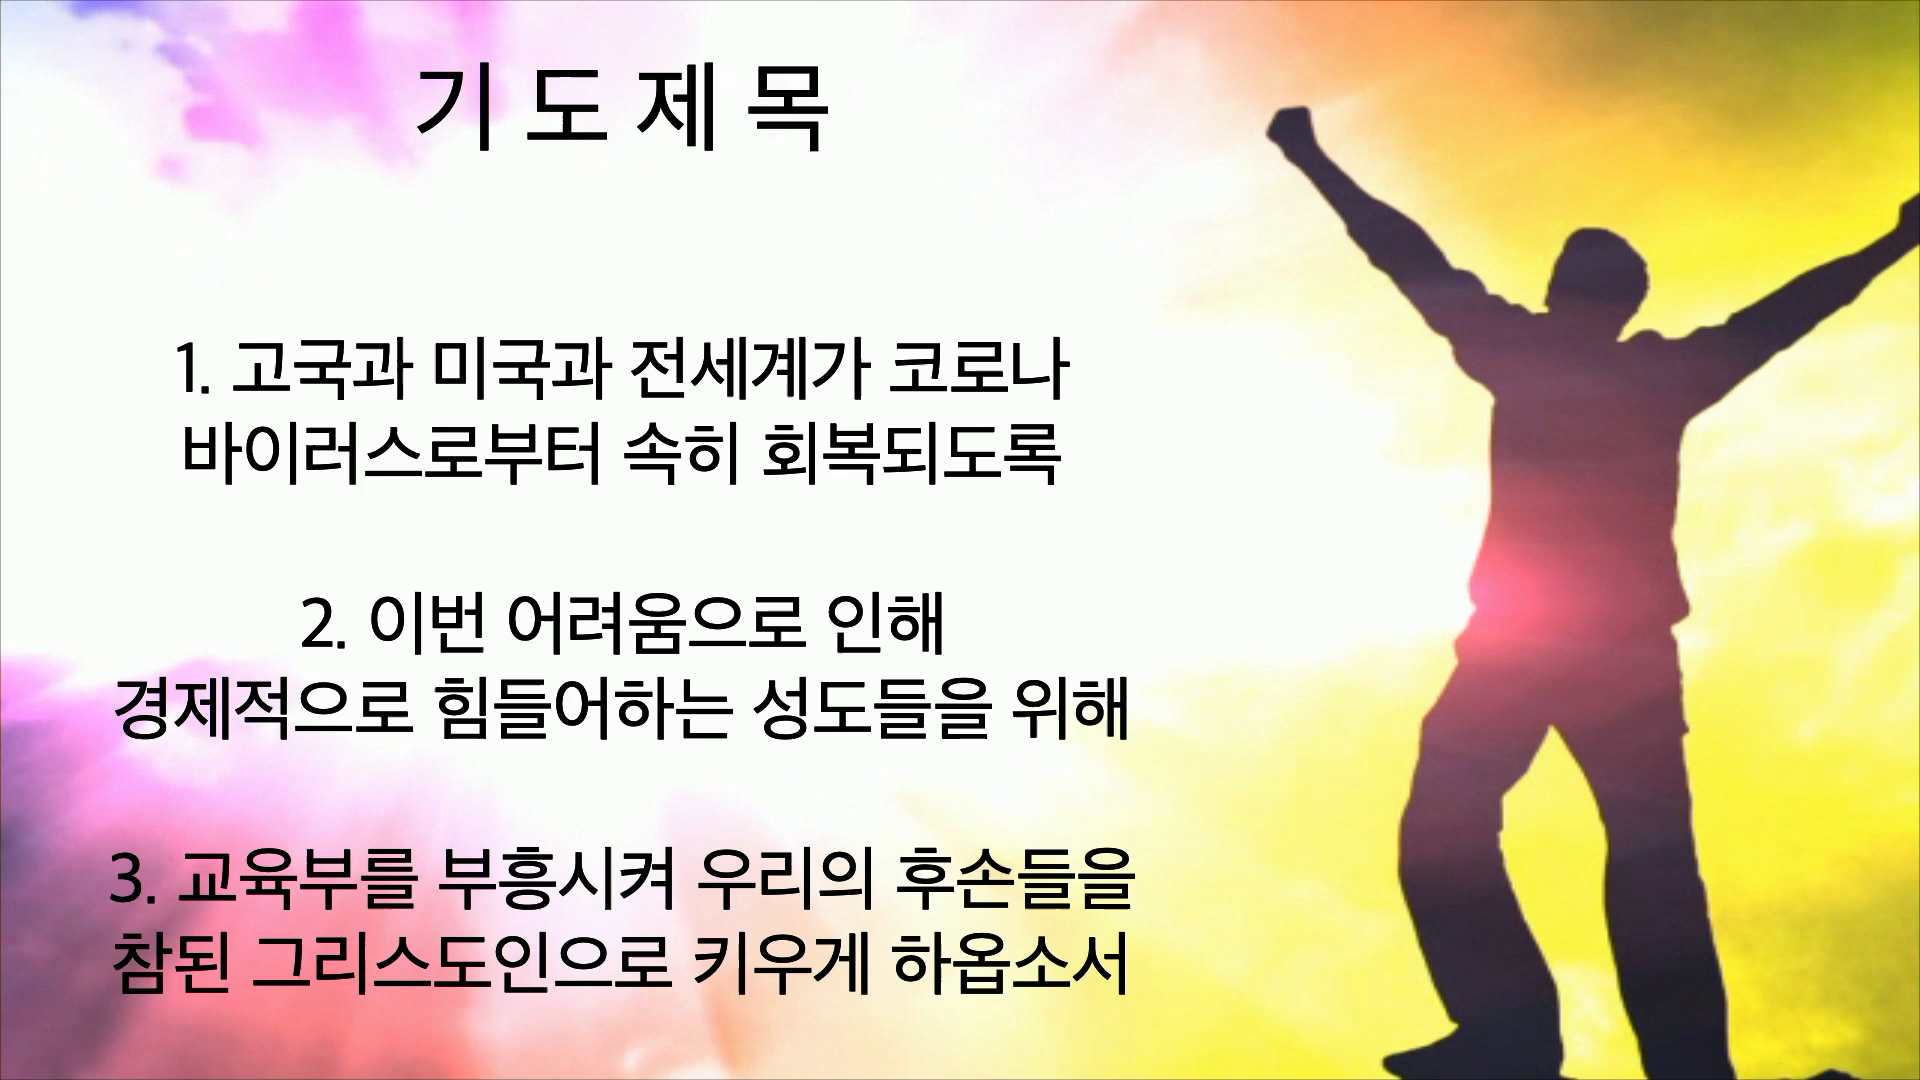 기도제목
1. 고국과 미국과 전세계가 코로나
바이러스로부터 속히 회복되도록
2. 이번 어려움으로 인해
경제적으로 힘들어하는 성도들을 위해
3. 교육부를 부흥시켜 우리의 후손들을
참된 그리스도인으로 키우게 하옵소서